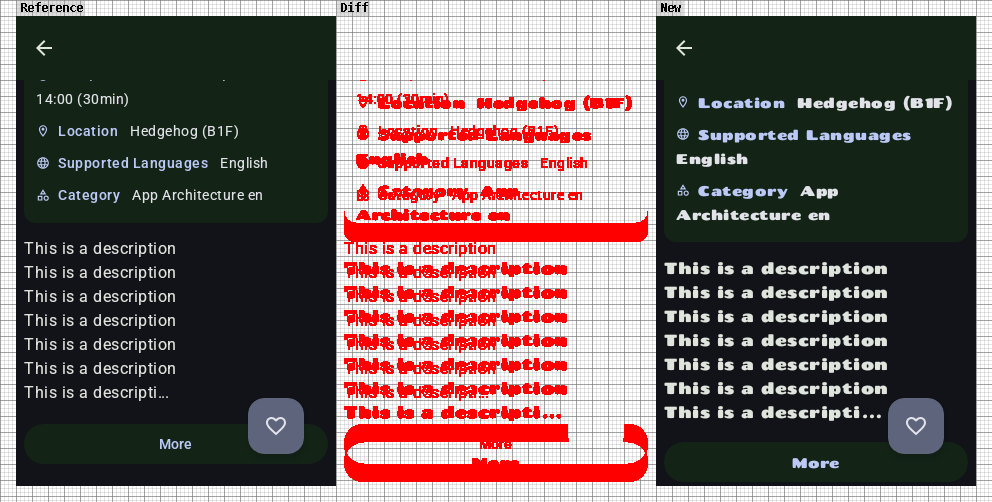 Reference
Diff
New
14:00 (30min)
Location Hedgehog (B1F)
Supported Languages English
Category App Architecture en
This is a description
This is a description
This is a description
This is a description
This is a description
This is a description
This is a descripti...
More
Location Hedgehog (B1F)
Supported Languages
English
Category App
Architecture en
This is a description
This is a description
This is a description
This is a description
This is a description
This is a description
This is a description
This is a descripti...
More
More
Location Hedgehog (B1F)
Supported Languages
English
Category App
Architecture en
This is a description
This is a description
This is a description
This is a description
This is a description
This is a description
This is a descripti...
More